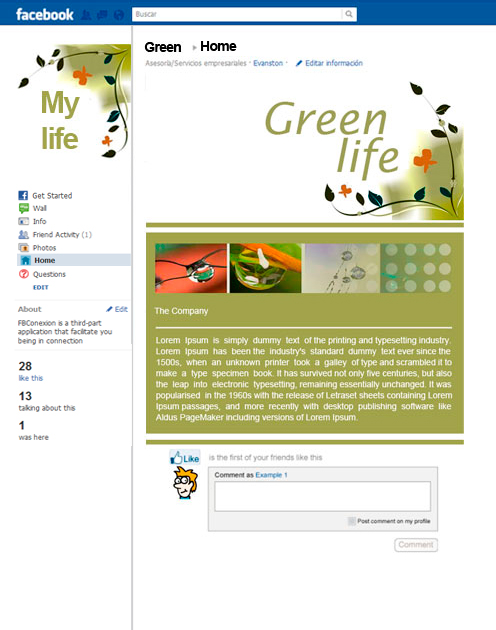 facebook
Buscar
My
life
Green
Home
Asesoría/Servicios empresariales · Evanston ·
Editar información
Green
life
Get Started
Wall
Info
Friend Activity (1)
Photos
Home
Questions
EDIT
About
Edit
FBConexion is a third-part
application that facilitate you
being in connection
28
like this
13
talking about this
1
was here
The Company
Lorem Ipsum is simply dummy text of the printing and typesetting industry.
Lorem Ipsum has been the industry's standard dummy text ever since the
1500s, when an unknown printer took a galley of type and scrambled it to
make a type specimen book. It has survived not only five centuries, but also
the leap into electronic typesetting, remaining essentially unchanged. It was
popularised in the 1960s with the release of Letraset sheets containing Lorem
Ipsum passages, and more recently with desktop publishing software like
Aldus PageMaker including versions of Lorem Ipsum.
Like
is the first of your friends like this
Comment as Example 1
Post comment on my profile
Comment